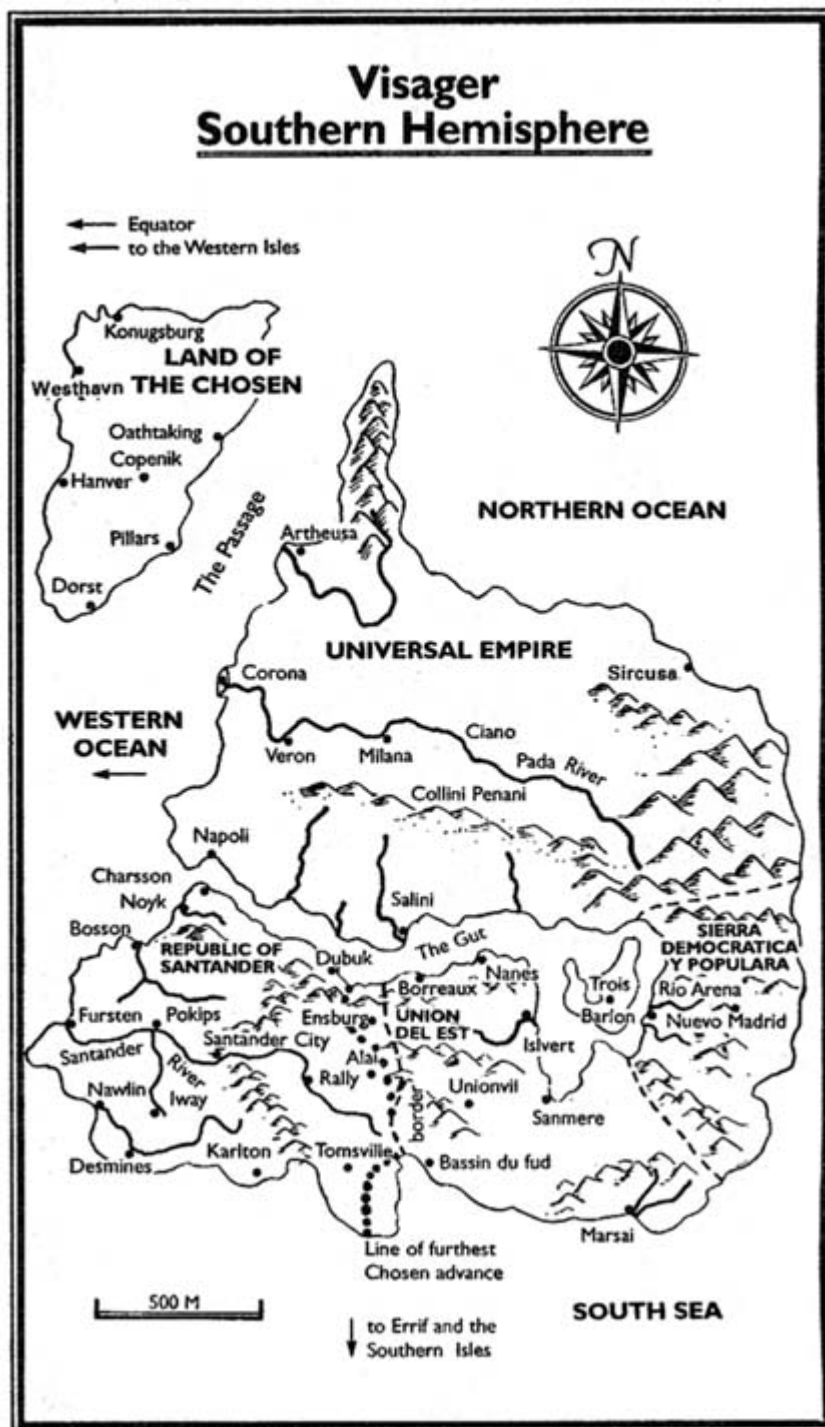 Visager
Southern Hemisphere
Equator
to the Western Isles
N
Konugsburg
LAND OF
THE CHOSEN
Westhavn
Oathtaking
Copenik
Hanver
Pillars
Dorst
The Passage
Artheusa
NORTHERN OCEAN
UNIVERSAL EMPIRE
Sircusa
Corona
WESTERN
OCEAN
Veron
Milana
Ciano
Pada River
Collini Penani
Napoli
Charsson
Noyk
Bosson
Salini
The Gut
REPUBLIC OF
SANTANDER
Dubuk
Borreaux
Nanes
SIERRA
DEMOCRATICA
Y POPULARA
Trois
Barlon
Rio Arena
Nuevo Madrid
Fursten
Pokips
Ensburg
UNION
DEL EST
Islvert
Santander
River
Santander City
Alai
Rally
Iway
Nawlin
Unionvil
Sanmere
border
Desmines
Karlton
Tomsville
Bassin du fud
Marsai
Line of furthest
Chosen advance
500 M
SOUTH SEA
to Errif and the
Southern Isles